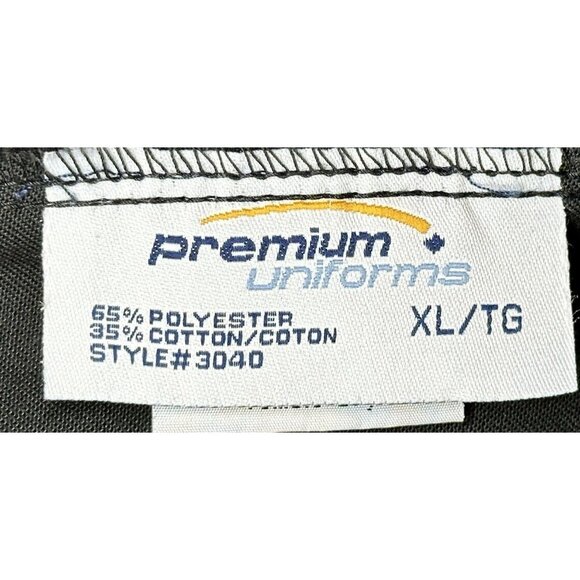 premium
uniforms
65% POLYESTER
35% COTTON/COTON
STYLE#3040
XL/TG